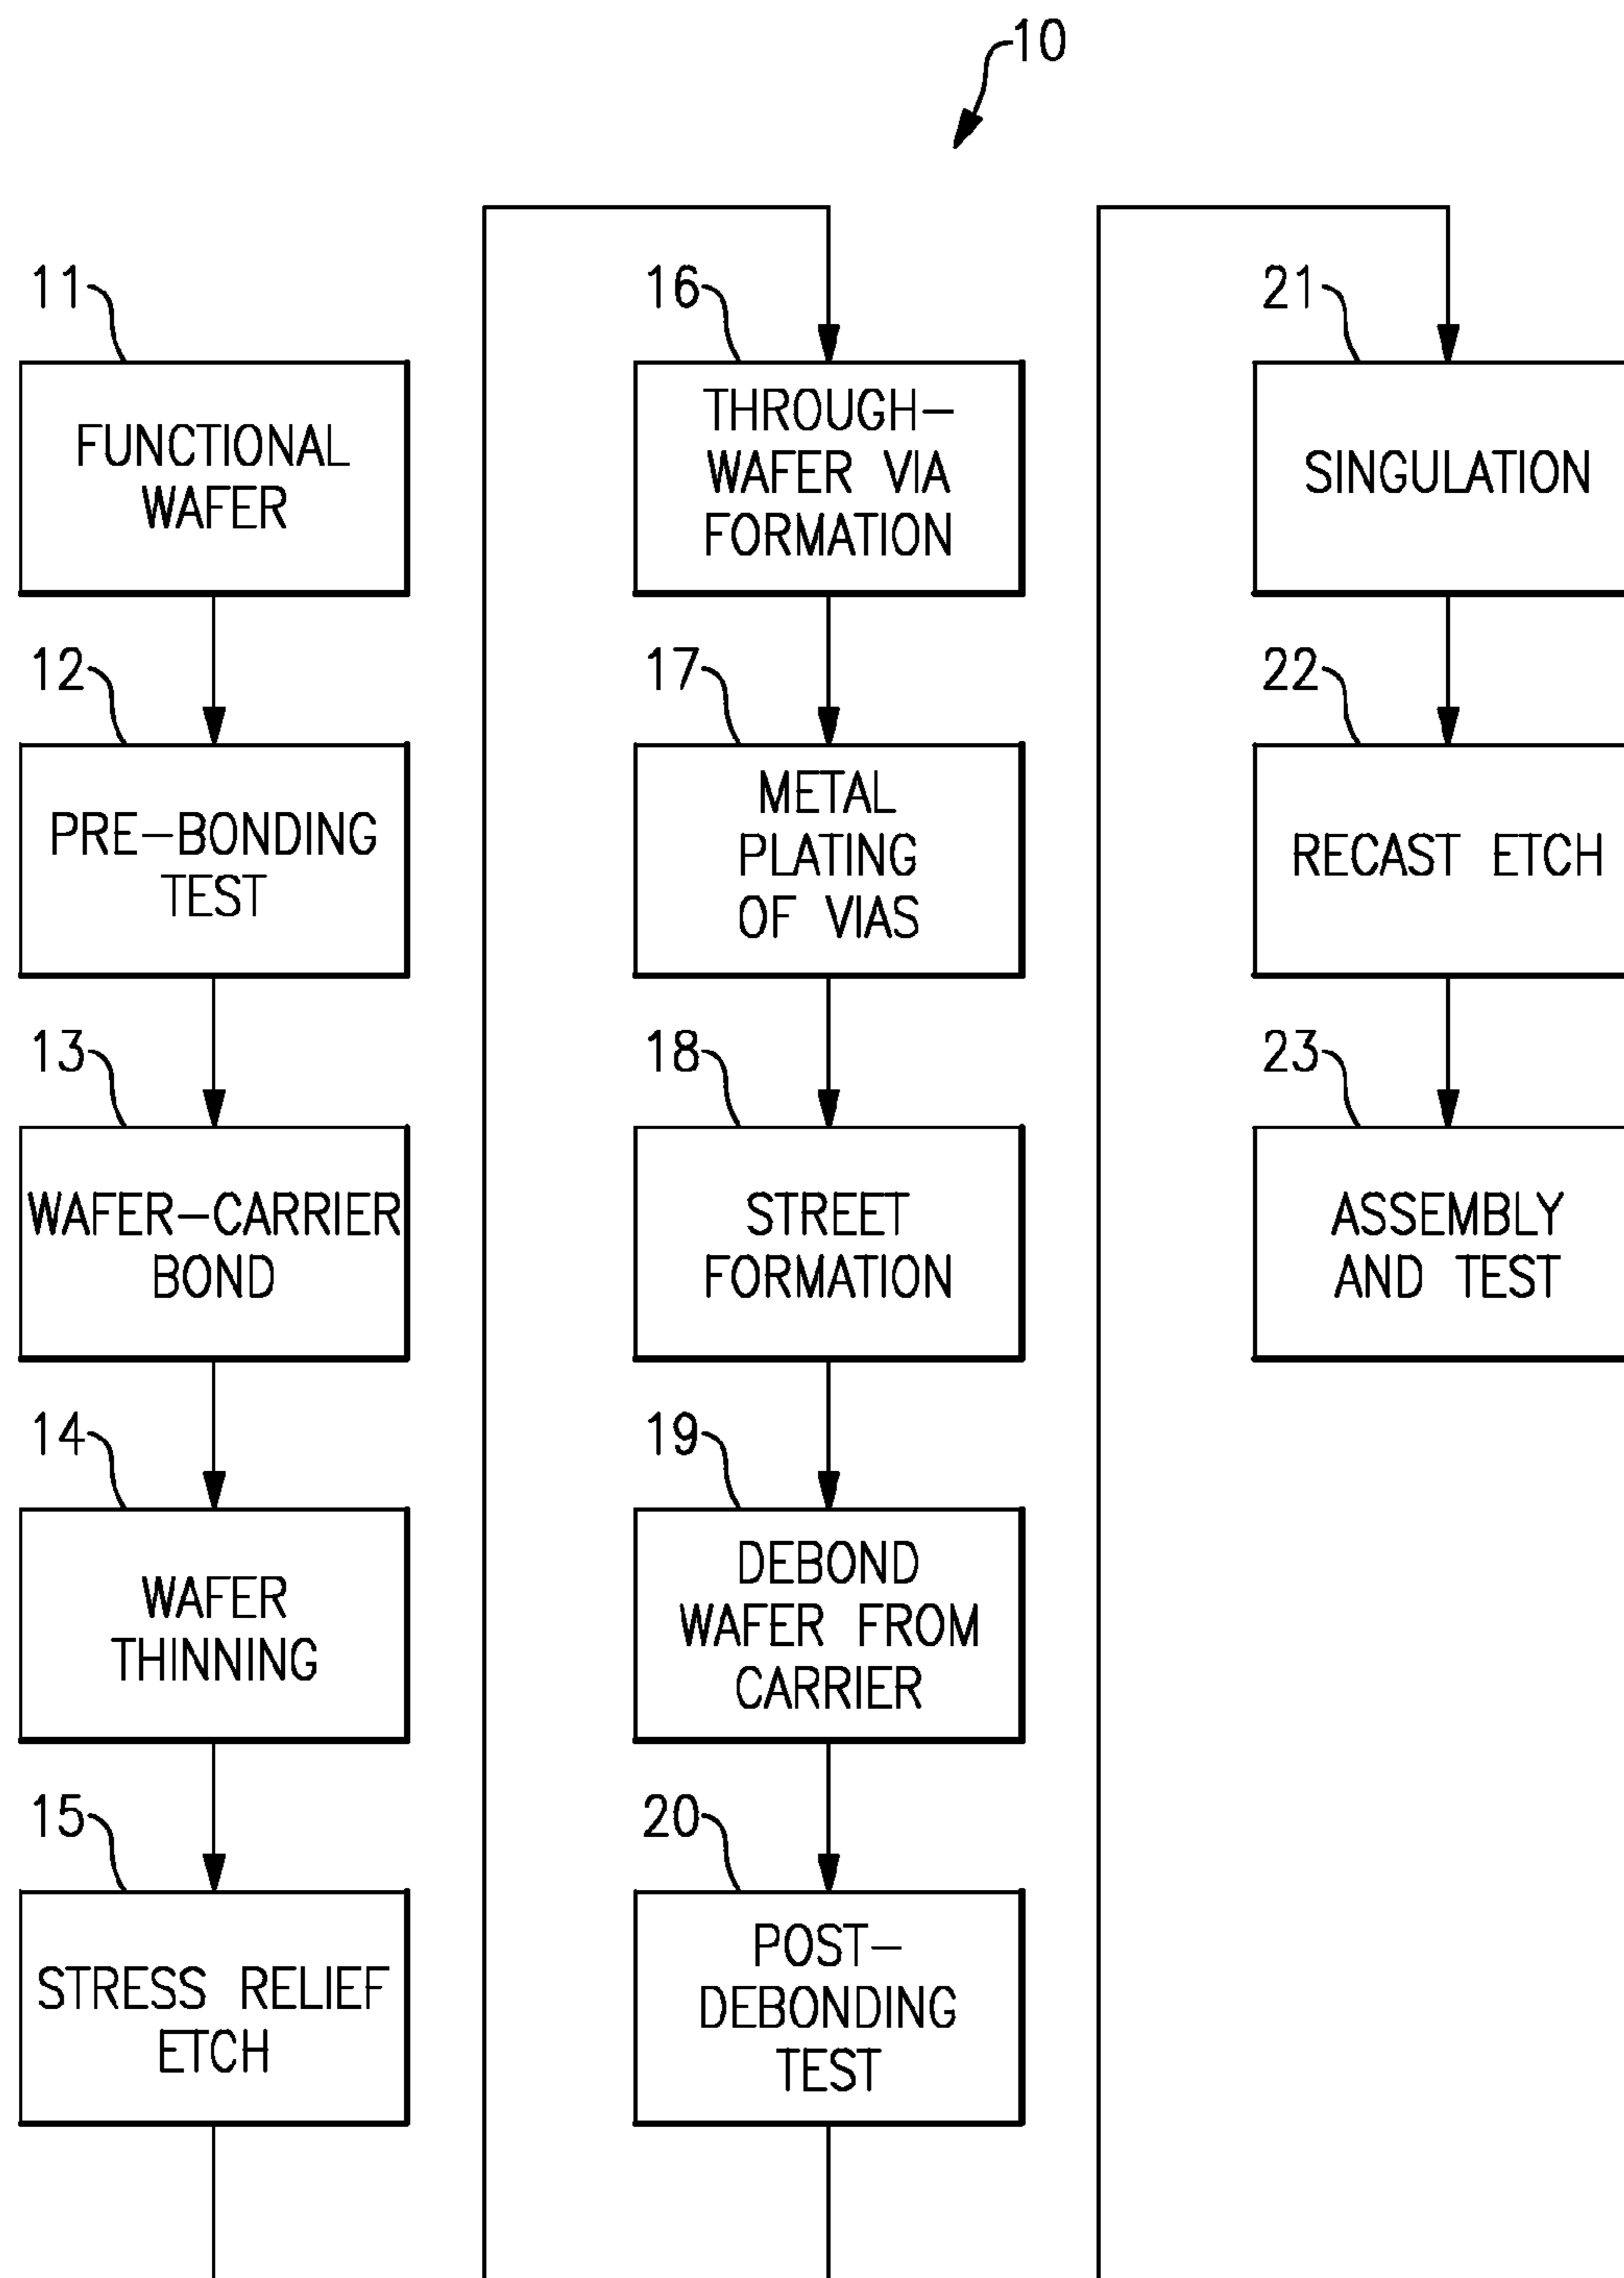 10
11
FUNCTIONAL
WAFER
12
PRE-BONDING
TEST
13
WAFER-CARRIER
BOND
14
WAFER
THINNING
15
STRESS RELIEF
ETCH
16
THROUGH-
WAFER VIA
FORMATION
17
METAL
PLATING
OF VIAS
18
STREET
FORMATION
19
DEBOND
WAFER FROM
CARRIER
20
POST-
DEBONDING
TEST
21
SINGULATION
22
RECAST ETCH
23
ASSEMBLY
AND TEST